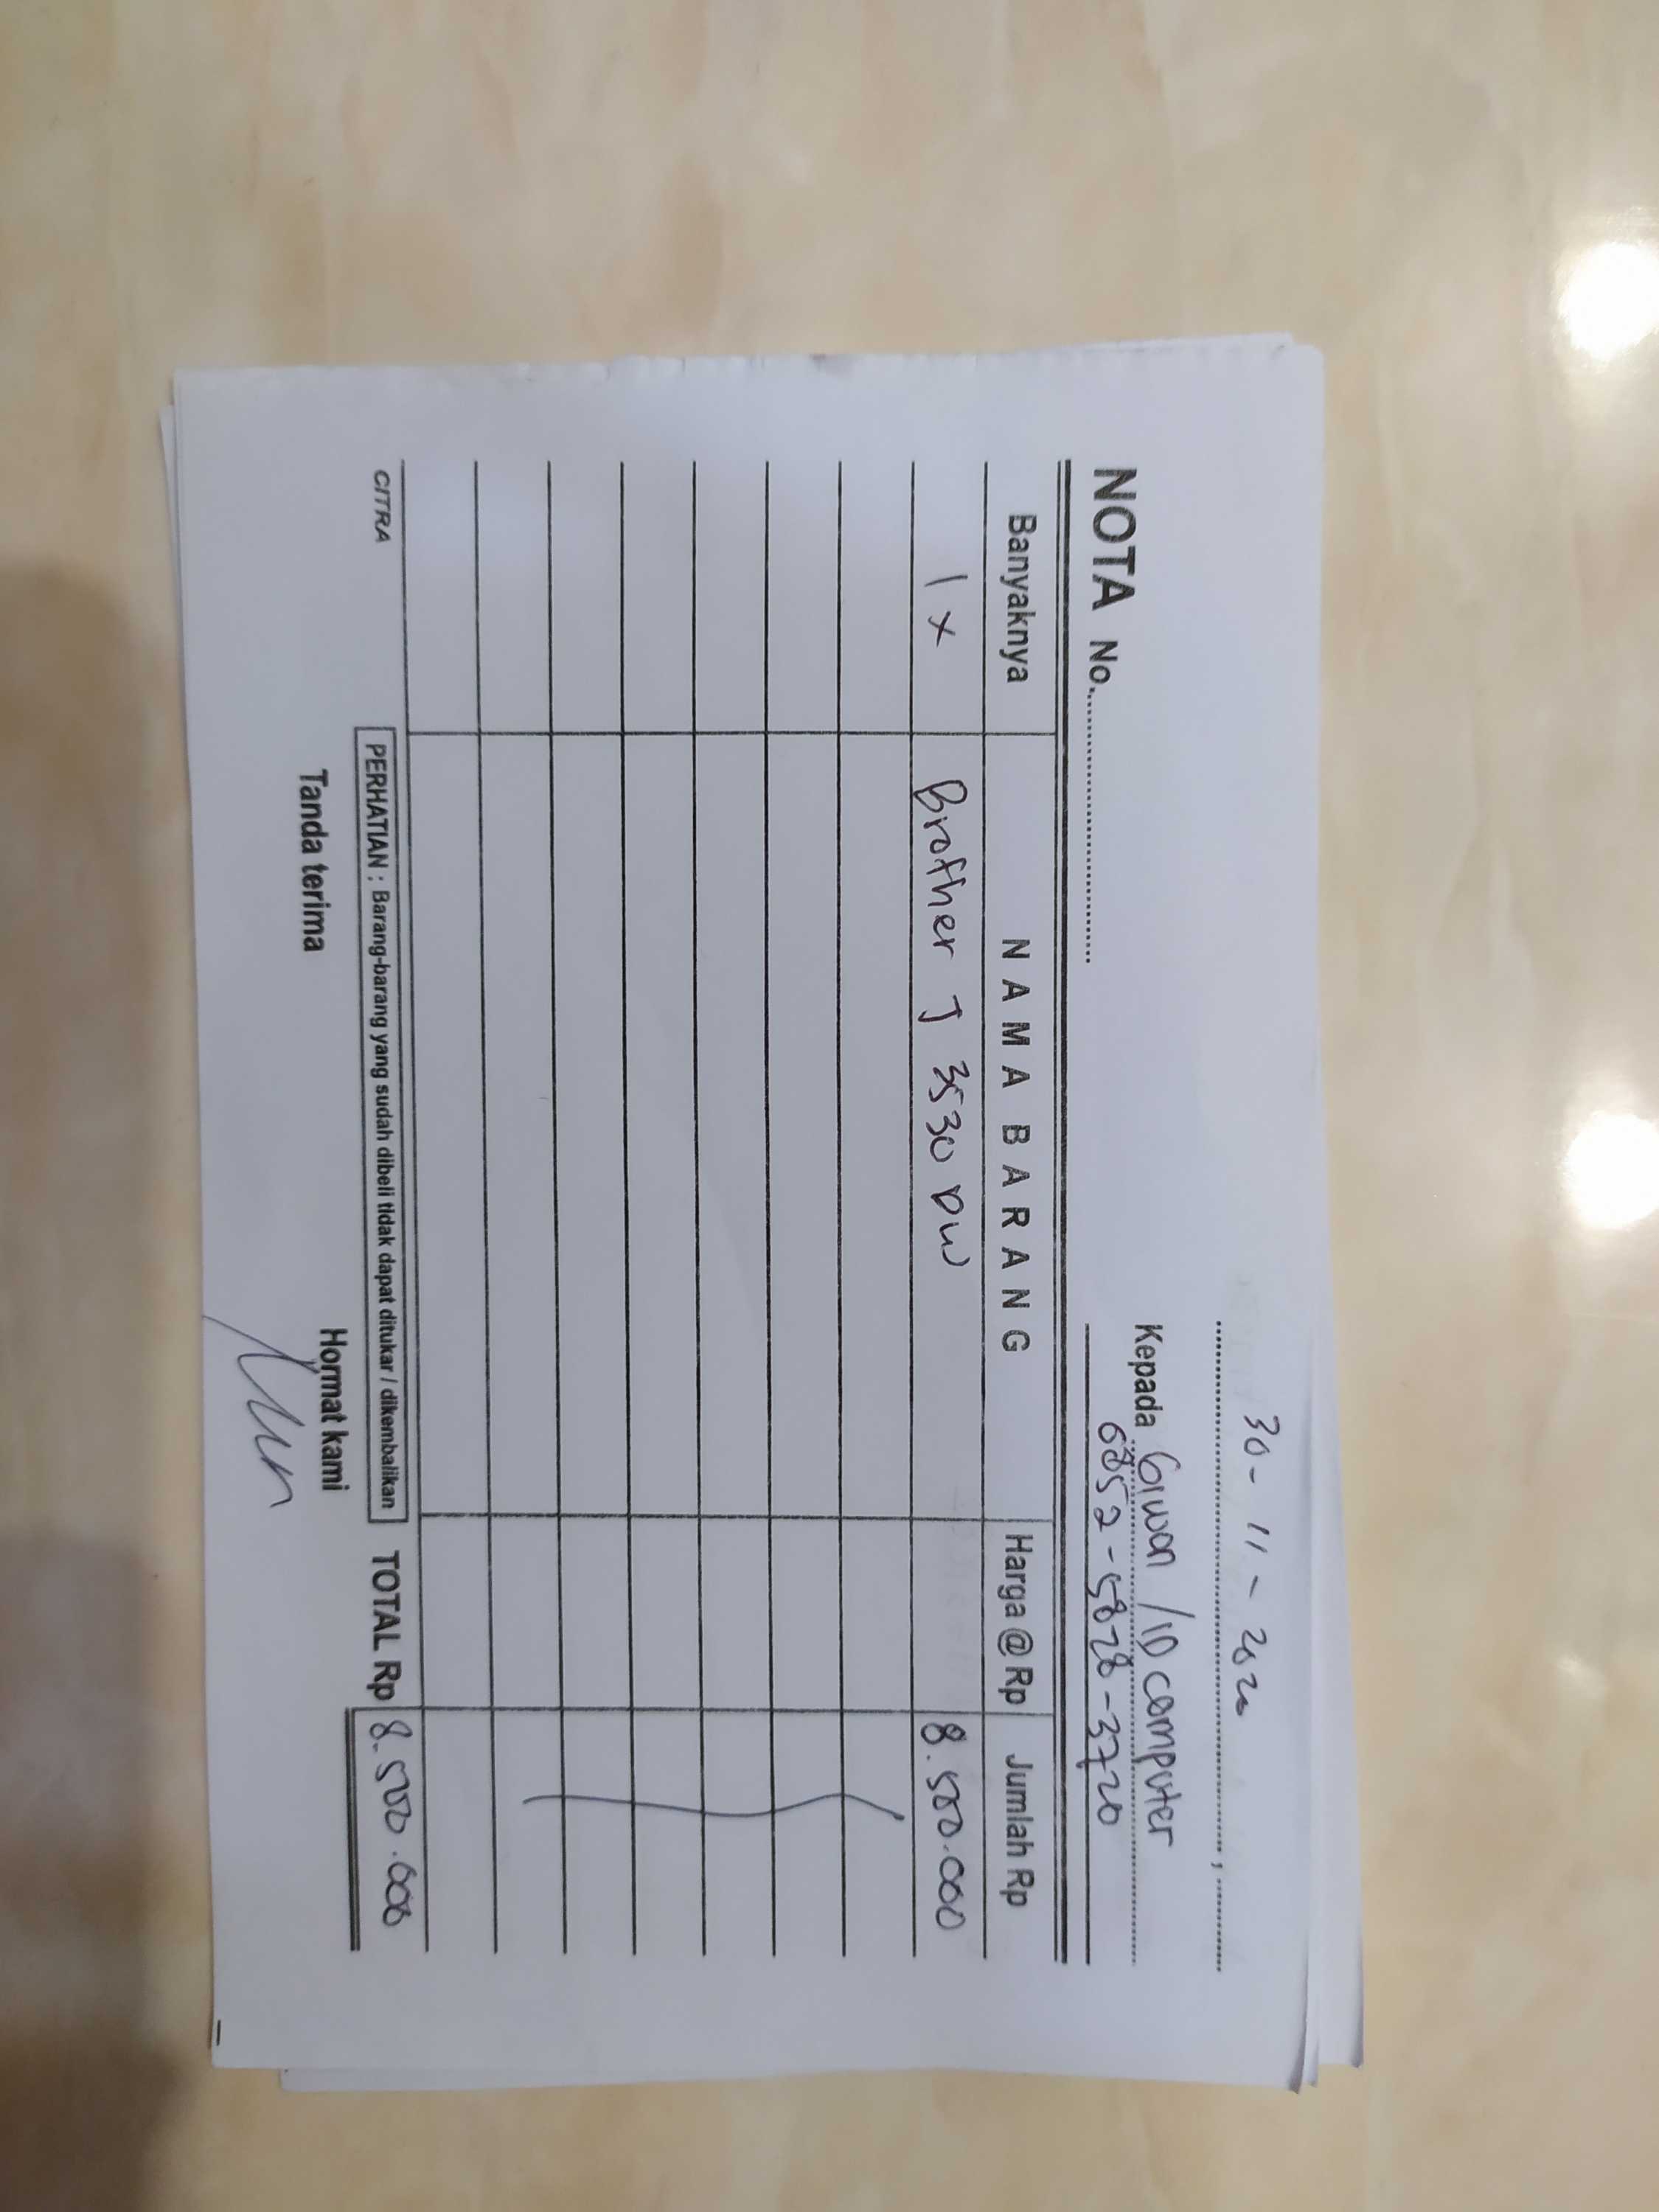 30-11-2020
Kepada Giwan / ID computer
NOTA No.
0852-5828-3720
Banyaknya NAMA BARANG Harga @ Rp Jumlah Rp
1 x Brother J 3530 DW 8.500.000
PERHATIAN : Barang-barang yang sudah dibeli tidak dapat ditukar / dikembalikan TOTAL Rp 8.500.000
CITRA
Tanda terima Hormat kami